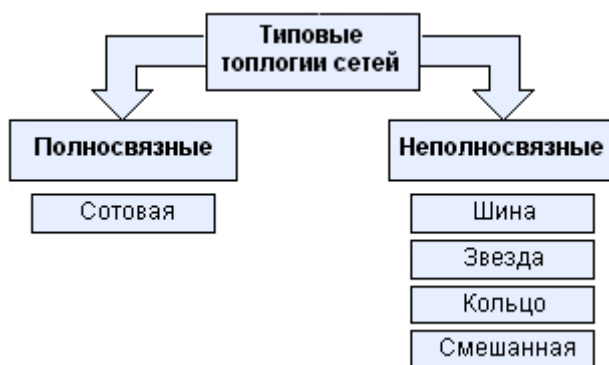 Типовые
топлогии сетей
Полносвязные
Неполносвязные
Сотовая
Шина
Звезда
Кольцо
Смешанная